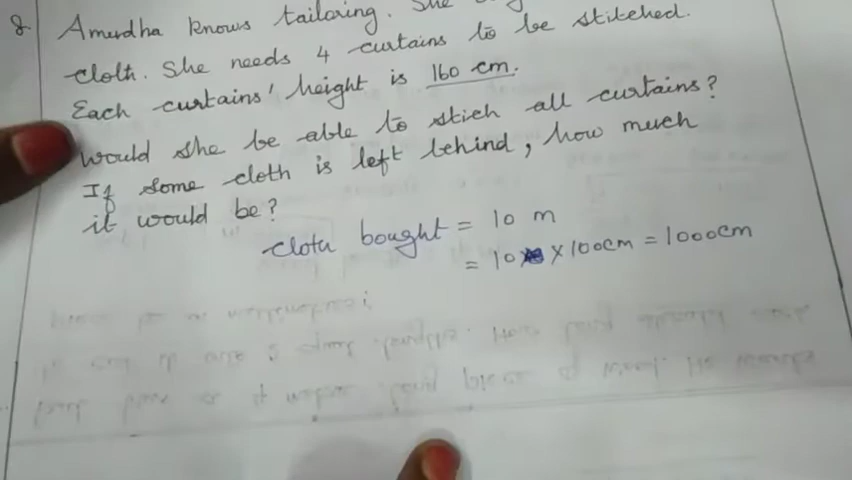 8 Amurdha knows tailoring. She
cloth. She needs 4 curtains to be stitched.
Each curtains' height is 160 cm.
Would she be able to stich all curtains?
If some cloth is left behind, how much
it would be?
cloth bought = 10 m
= 10 × 100cm = 1000cm